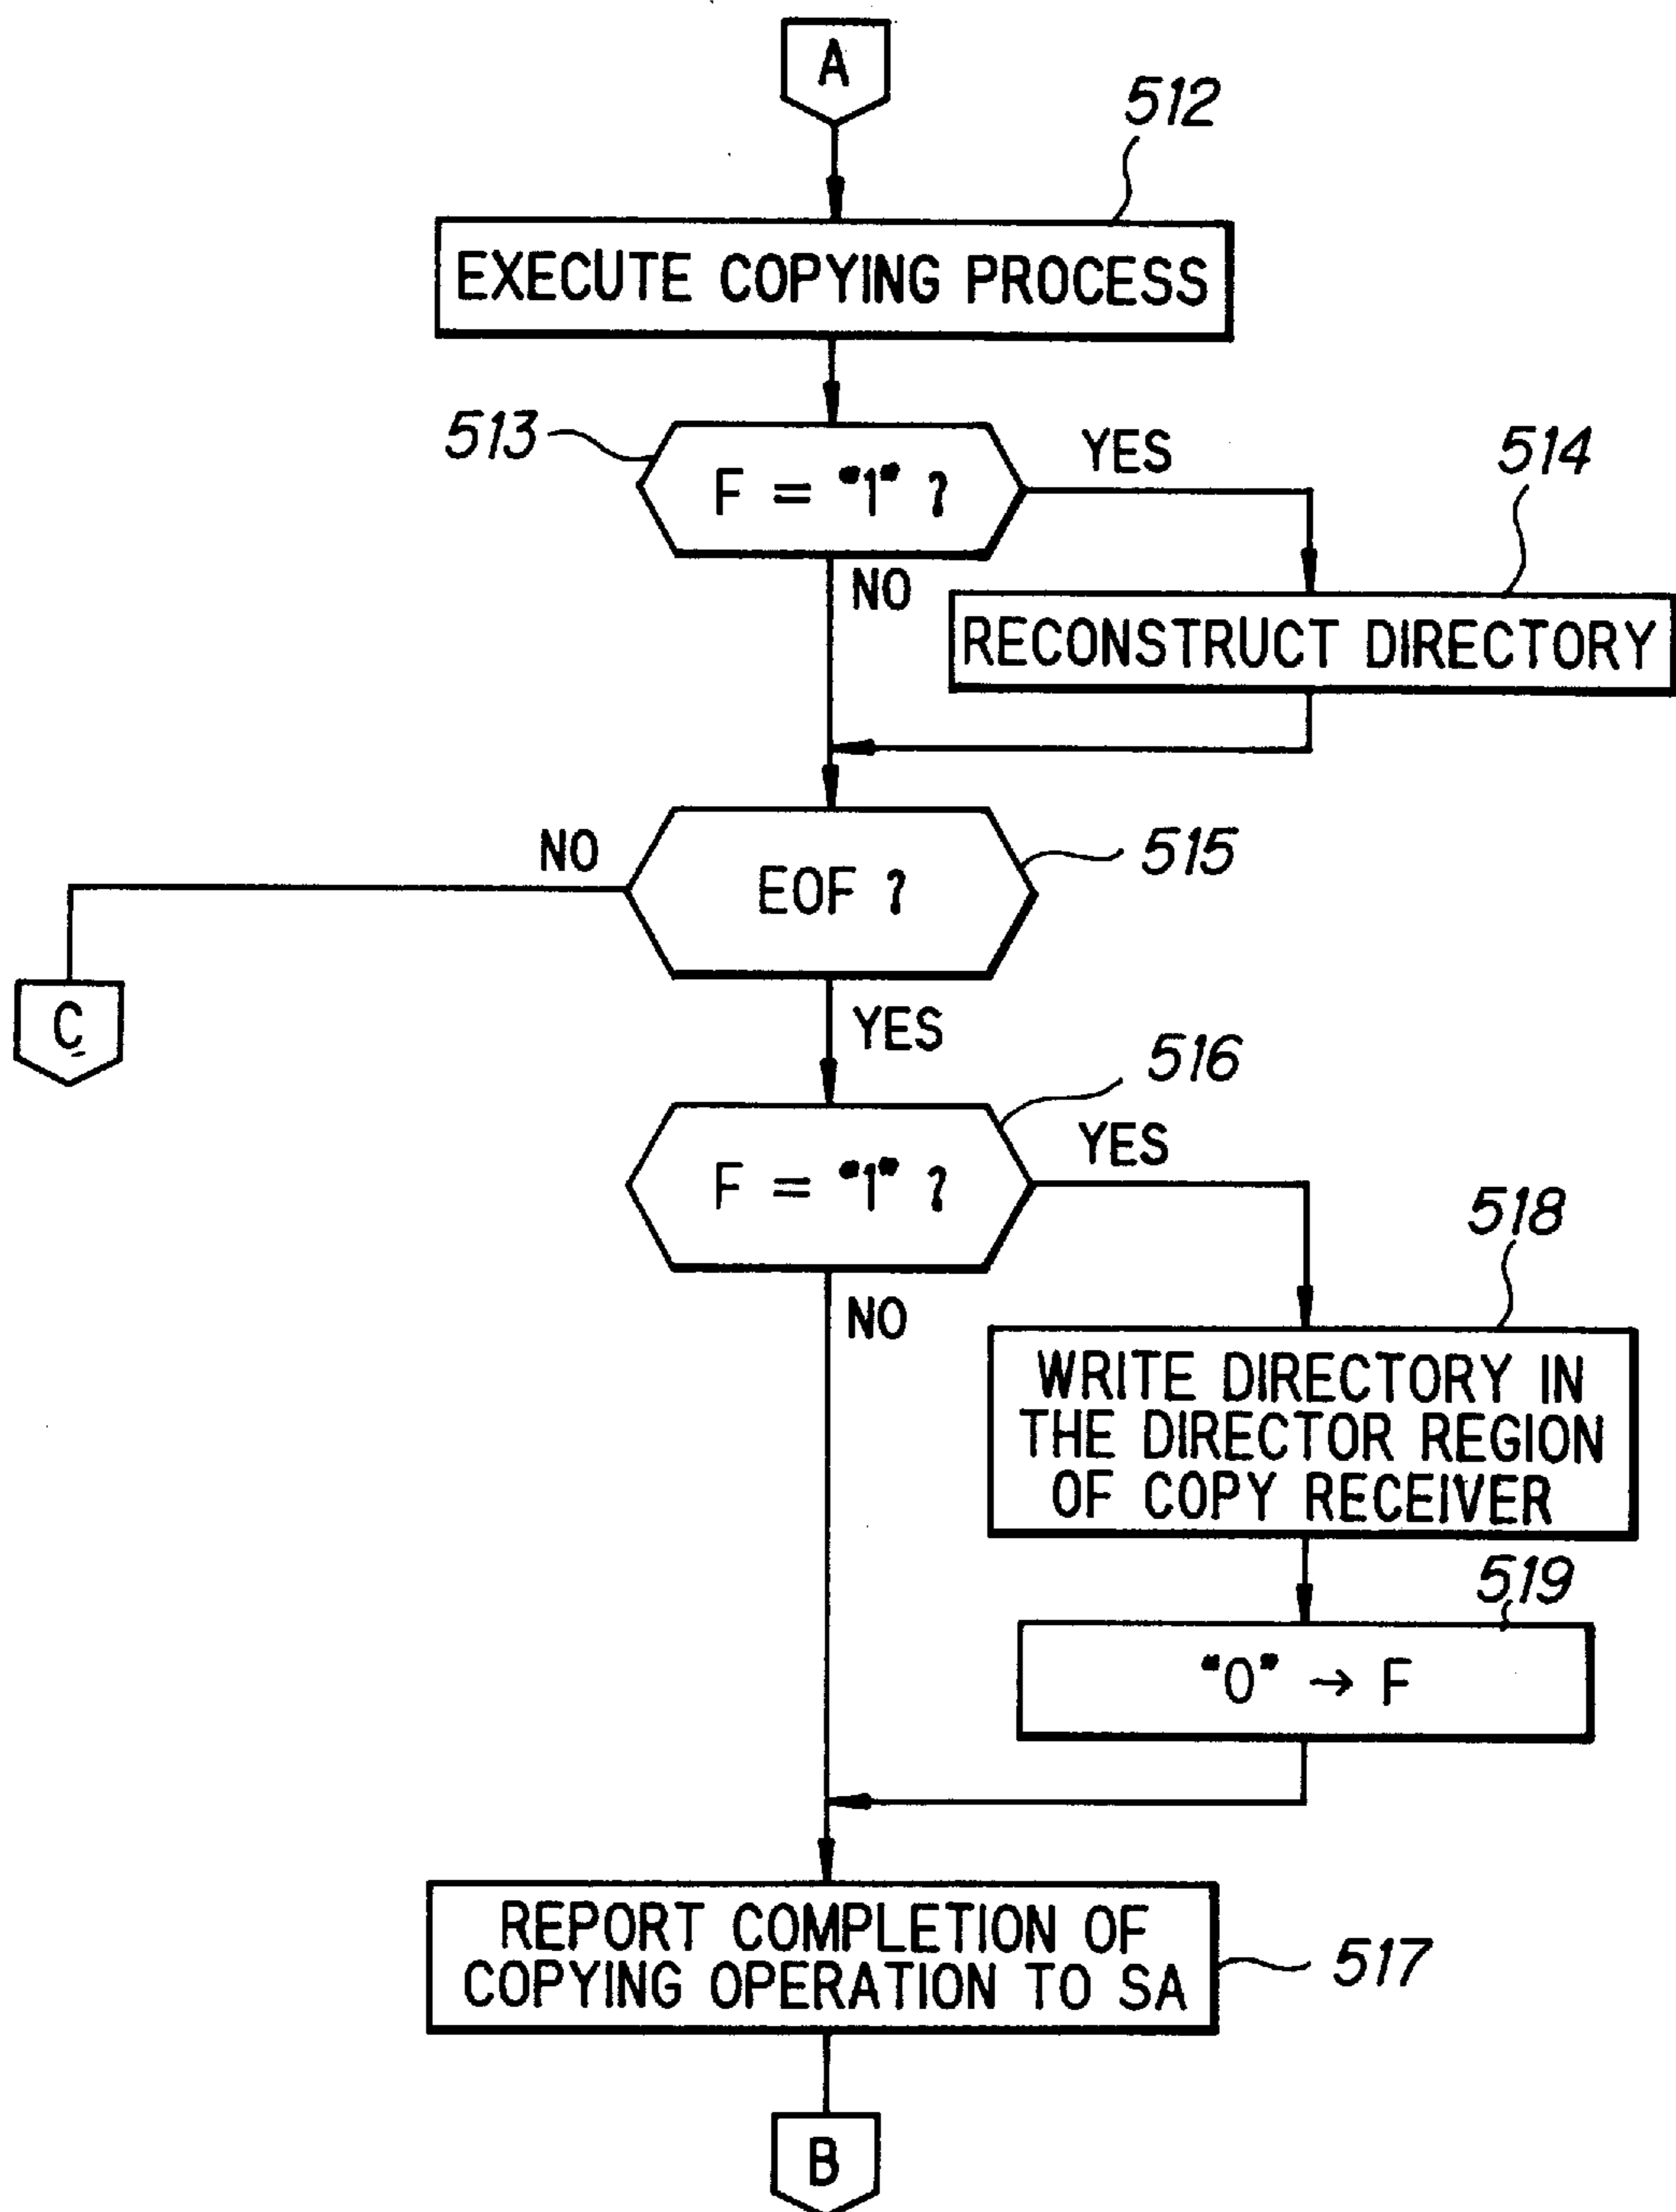 A
512
EXECUTE COPYING PROCESS
513
F = "1" ?
YES
514
NO
RECONSTRUCT DIRECTORY
NO
EOF ?
515
C
YES
516
F = "1" ?
YES
518
NO
WRITE DIRECTORY IN
THE DIRECTOR REGION
OF COPY RECEIVER
519
"0" → F
REPORT COMPLETION OF
COPYING OPERATION TO SA
517
B